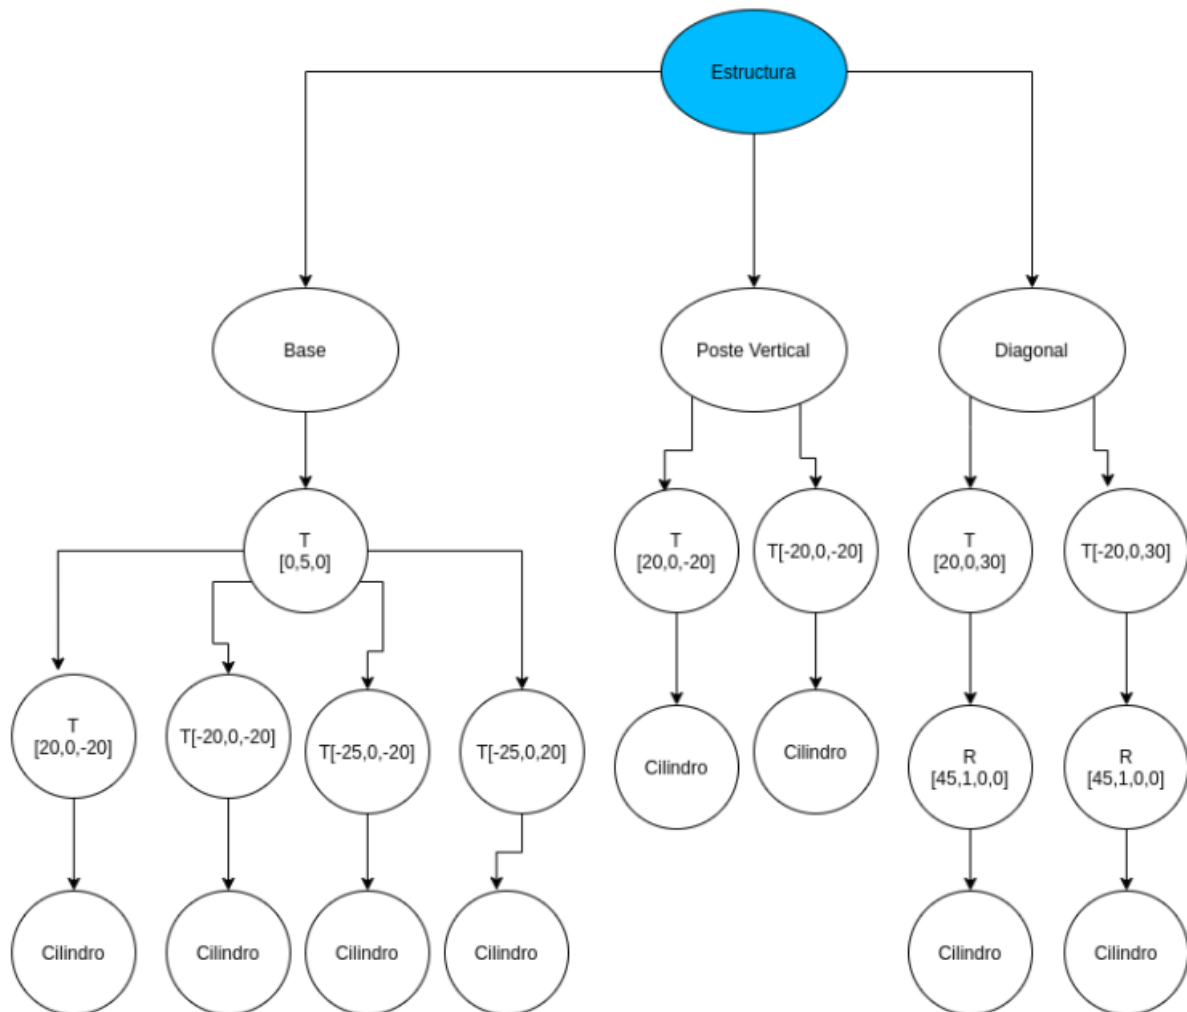 Estructura
Base
Poste Vertical
Diagonal
T
[0,5,0]
T
[20,0,-20]
T[-20,0,-20]
T
[20,0,30]
T[-20,0,30]
T
[20,0,-20]
T[-20,0,-20]
T[-25,0,-20]
T[-25,0,20]
Cilindro
Cilindro
R
[45,1,0,0]
R
[45,1,0,0]
Cilindro
Cilindro
Cilindro
Cilindro
Cilindro
Cilindro